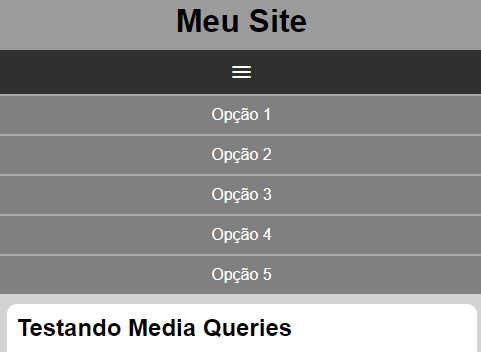 Meu Site
Opção 1
Opção 2
Opção 3
Opção 4
Opção 5
Testando Media Queries